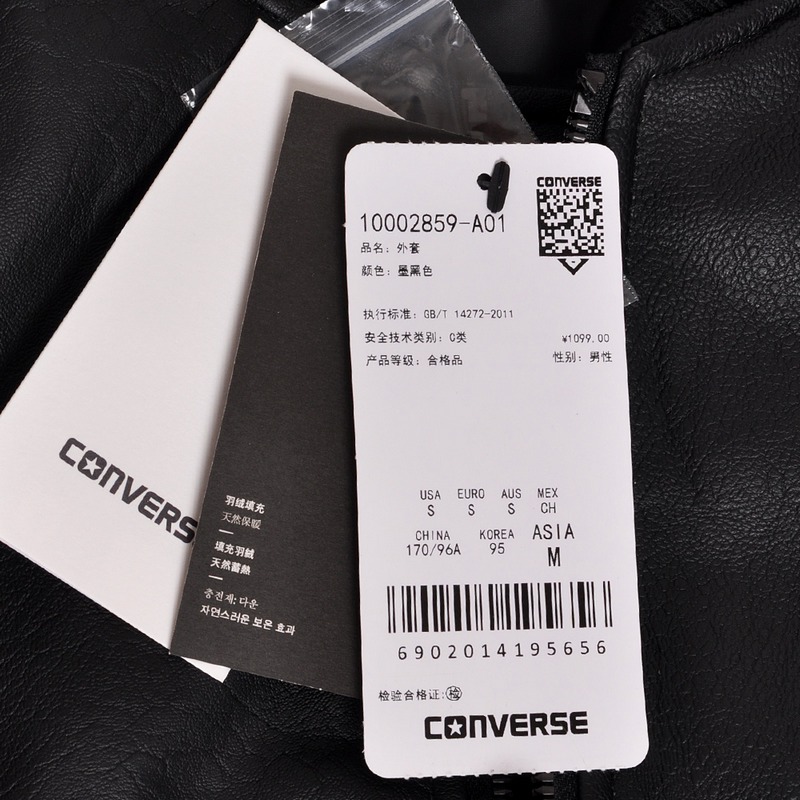 CONVERSE
10002859-A01
品名: 外套
颜色: 墨黑色
执行标准: GB/T 14272-2011
安全技术类别: C类
¥1099.00
产品等级: 合格品
性别: 男性
USA EURO AUS MEX
S S S CH
CHINA KOREA ASIA
170/96A 95 M
6902014195656
检验合格证: 检
CONVERSE
CONVERS
羽绒填充
天然保暖
填充羽絨
天然蓄熱
충전재: 다운
자연스러운 보온 효과